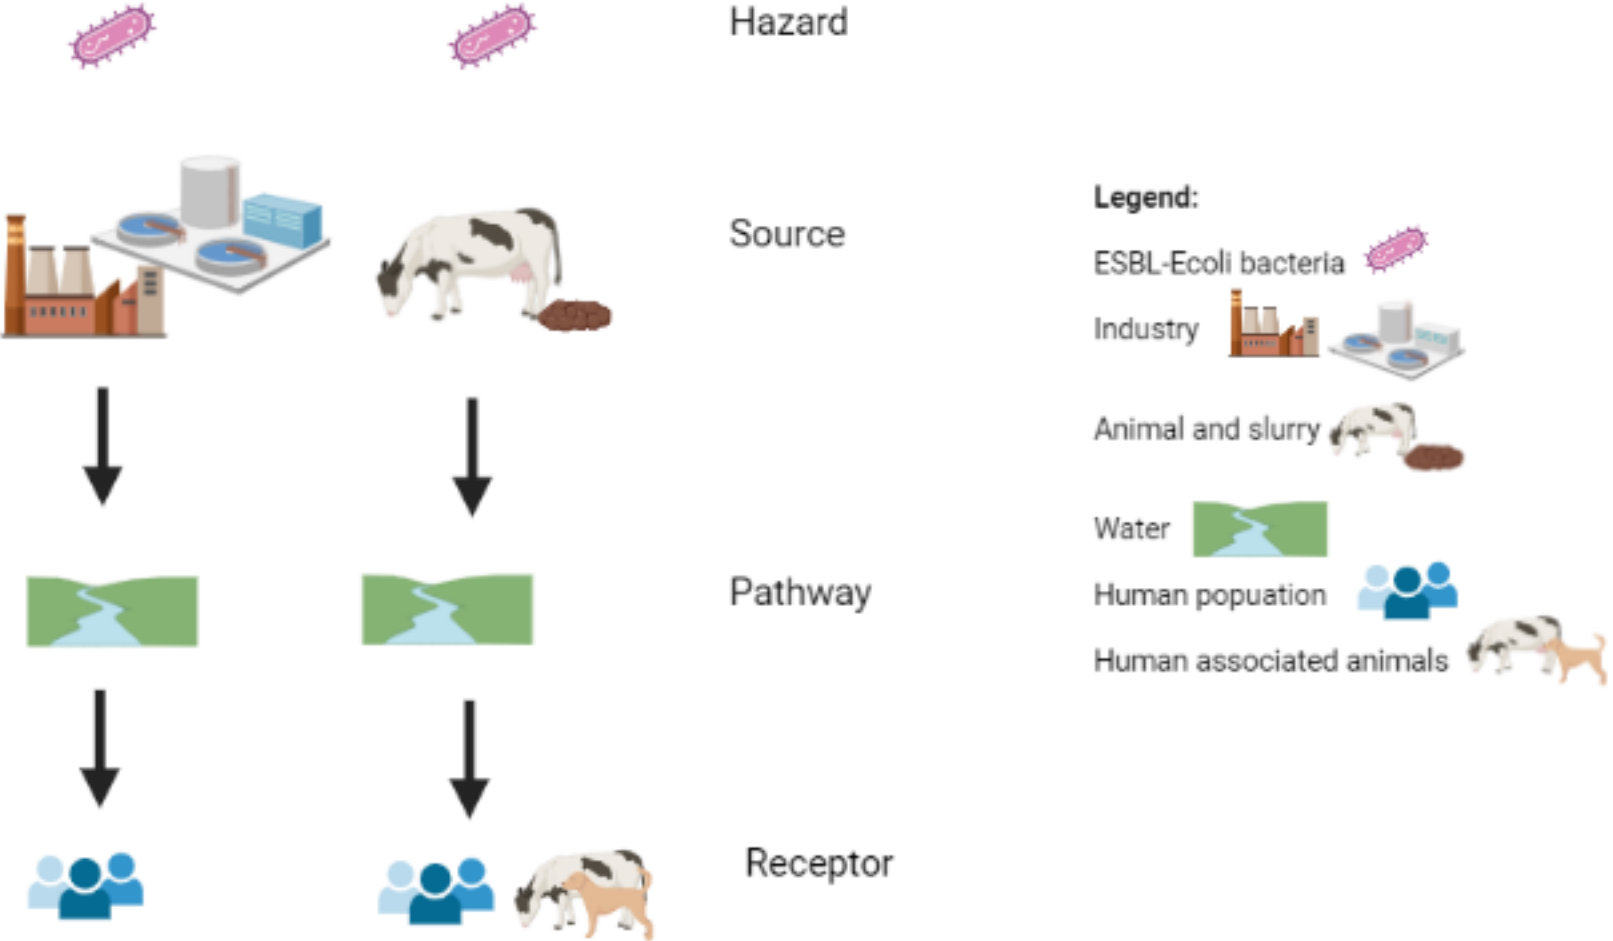 Hazard
Source
Pathway
Receptor
Legend:
ESBL-Ecoli bacteria
Industry
Animal and slurry
Water
Human popuation
Human associated animals